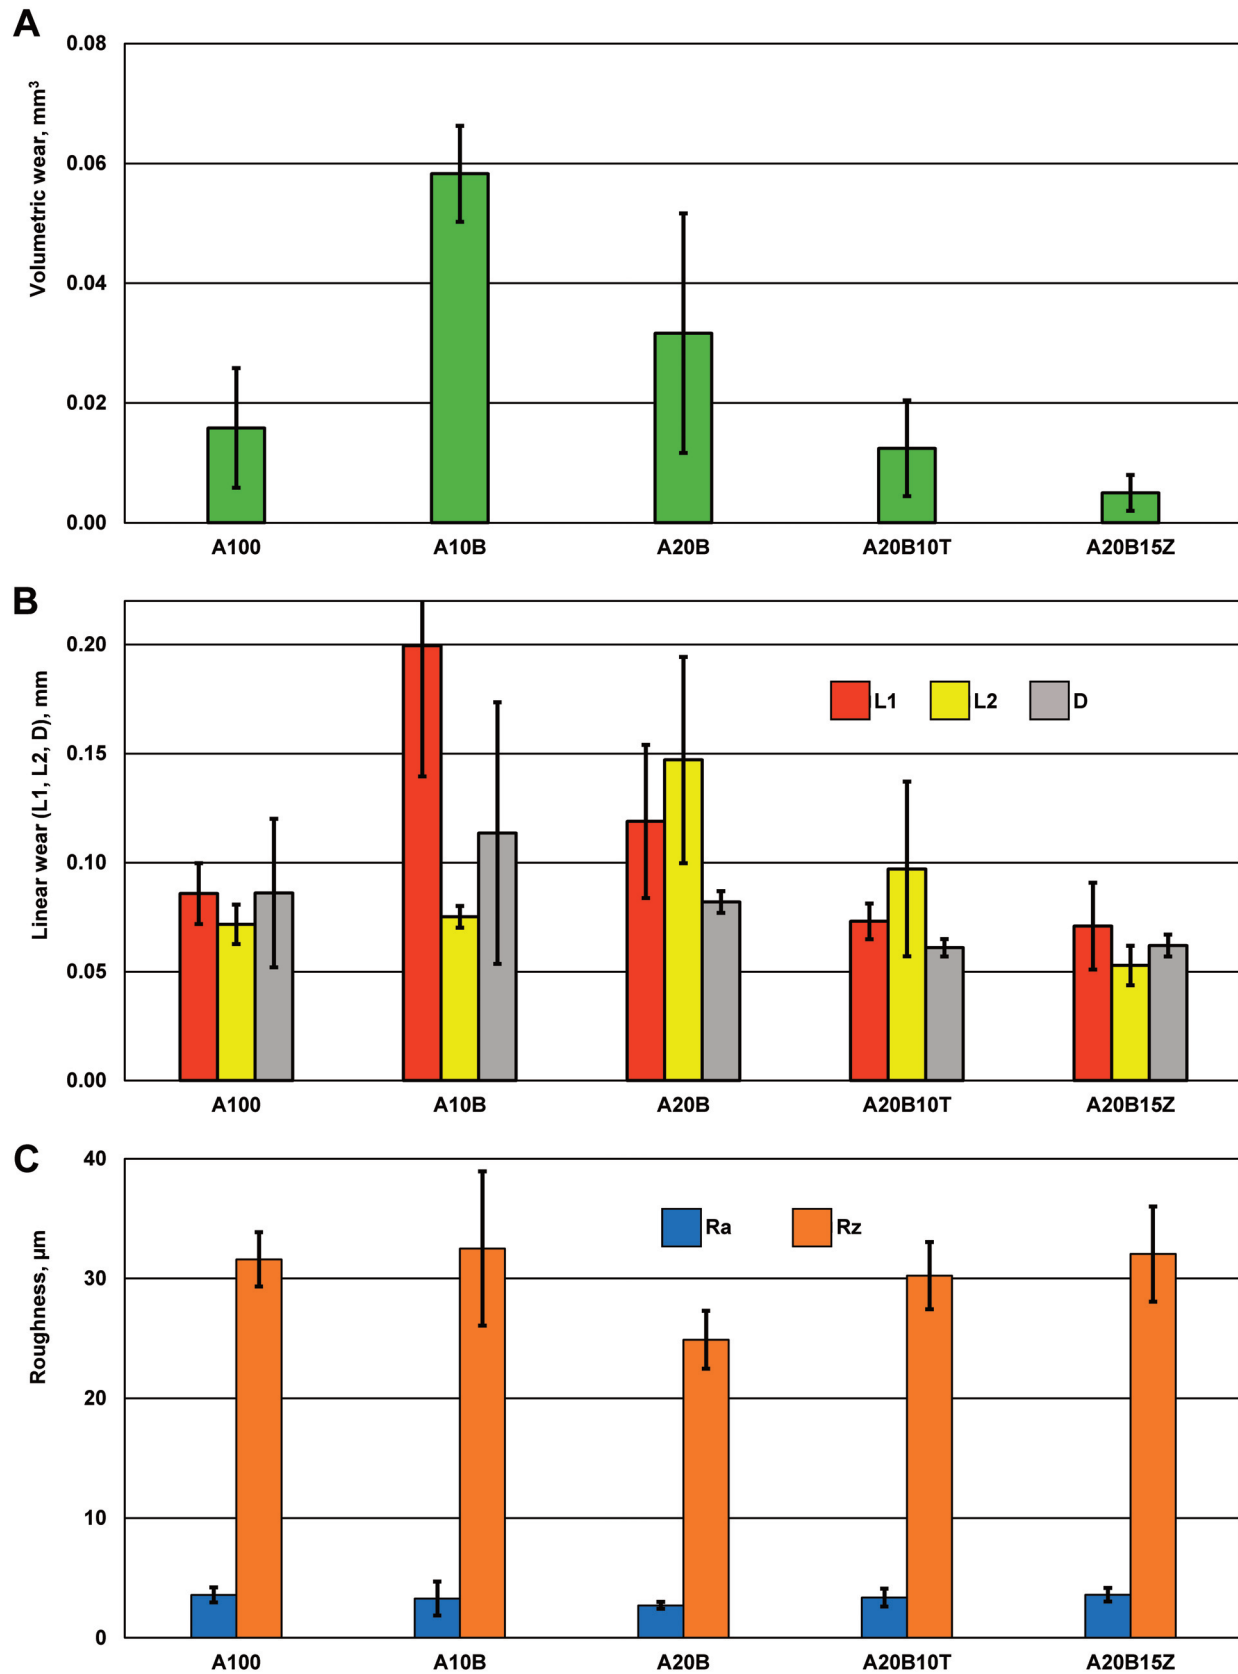 A
Volumetric wear, mm³
0.08
0.06
0.04
0.02
0.00
A100 A10B A20B A20B10T A20B15Z
B
Linear wear (L1, L2, D), mm
0.20
0.15
0.10
0.05
0.00
L1 L2 D
A100 A10B A20B A20B10T A20B15Z
C
Roughness, µm
40
30
20
10
0
Ra Rz
A100 A10B A20B A20B10T A20B15Z